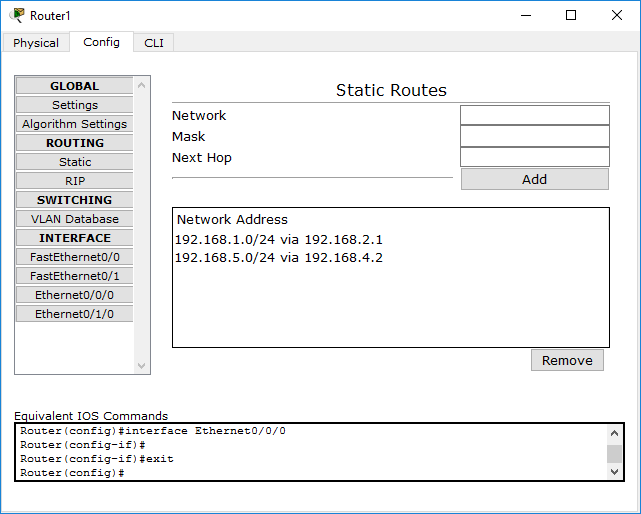 Router1
Physical Config CLI
GLOBAL
Settings
Algorithm Settings
ROUTING
Static
RIP
SWITCHING
VLAN Database
INTERFACE
FastEthernet0/0
FastEthernet0/1
Ethernet0/0/0
Ethernet0/1/0
Static Routes
Network
Mask
Next Hop
Add
Network Address
192.168.1.0/24 via 192.168.2.1
192.168.5.0/24 via 192.168.4.2
Remove
Equivalent IOS Commands
Router(config)#interface Ethernet0/0/0
Router(config-if)#
Router(config-if)#exit
Router(config)#